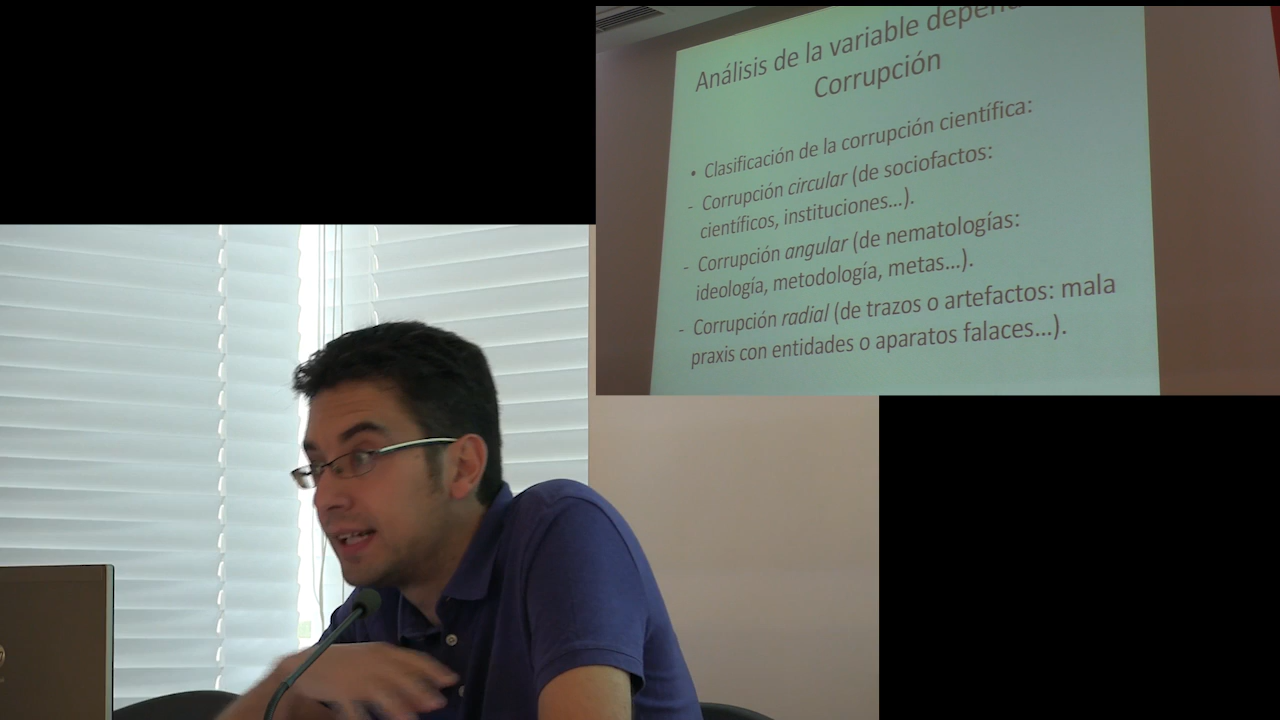 Análisis de la variable
Corrupción
• Clasificación de la corrupción científica:
- Corrupción circular (de sociofactos:
científicos, instituciones...).
- Corrupción angular (de nematologías:
ideología, metodología, metas...).
- Corrupción radial (de trazos o artefactos: mala
praxis con entidades o aparatos falaces...).